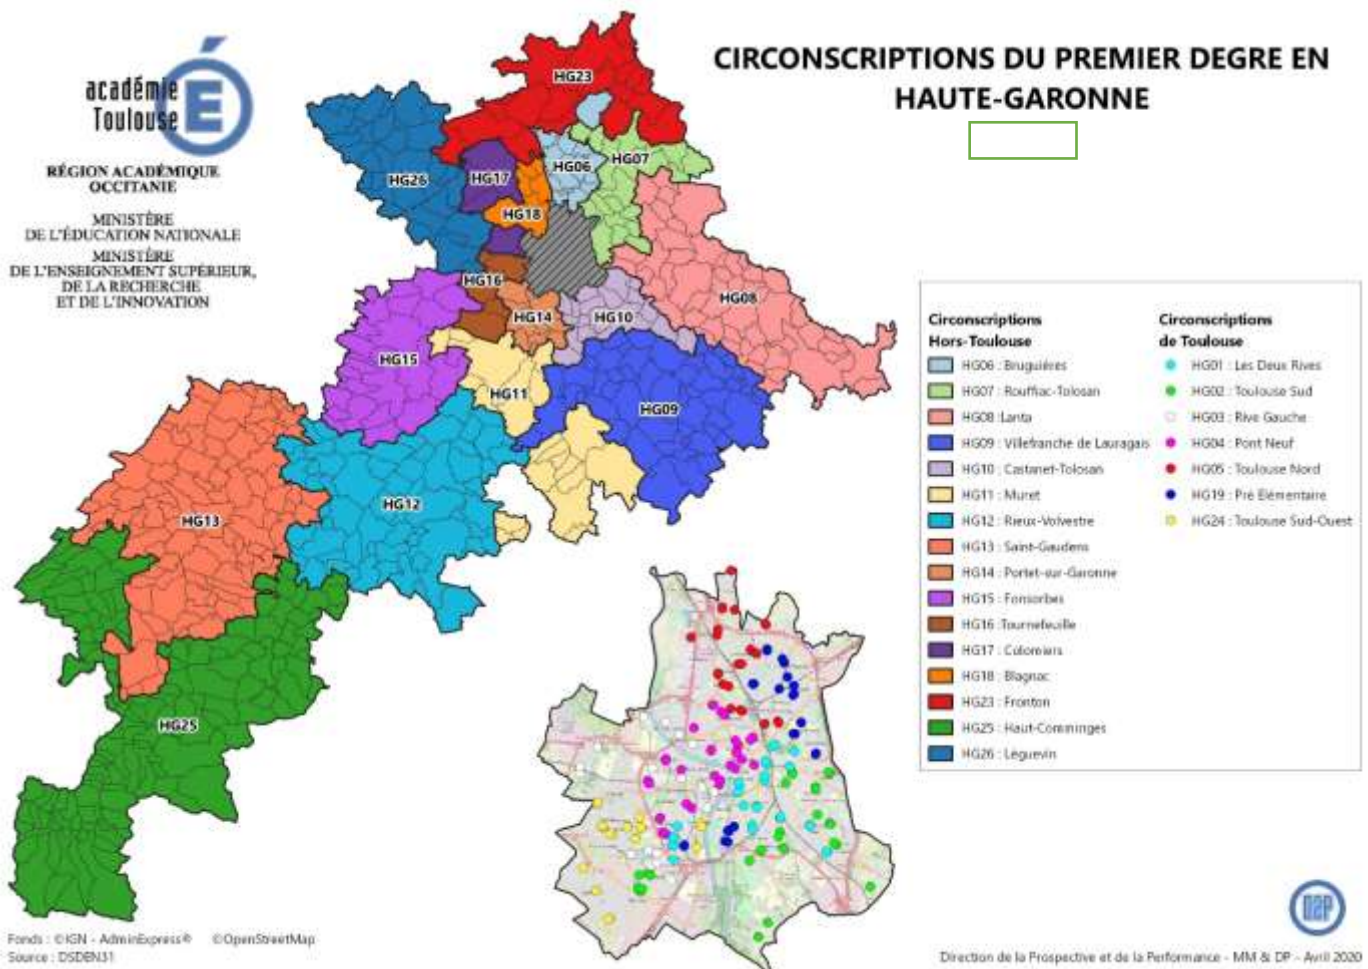 académie
Toulouse
RÉGION ACADÉMIQUE
OCCITANIE
MINISTÈRE
DE L'ÉDUCATION NATIONALE
MINISTÈRE
DE L'ENSEIGNEMENT SUPÉRIEUR,
DE LA RECHERCHE
ET DE L'INNOVATION
CIRCONSCRIPTIONS DU PREMIER DEGRE EN
HAUTE-GARONNE
HG23
HG06
HG07
HG26
HG17
HG18
HG16
HG08
HG14
HG10
HG15
HG11
HG09
HG12
HG13
HG25
Circonscriptions
Hors-Toulouse
HG06 : Bruguières
HG07 : Rouffiac-Tolosan
HG08 :Lanta
HG09 : Villefranche de Lauragais
HG10 : Castanet-Tolosan
HG11 : Muret
HG12 : Rieux-Volvestre
HG13 : Saint-Gaudens
HG14 : Portet-sur-Garonne
HG15 : Fonsorbes
HG16 :Tournefeuille
HG17 : Colomiers
HG18 : Blagnac
HG23 : Fronton
HG25 : Haut-Comminges
HG26 : Leguevin
Circonscriptions
de Toulouse
HG01 : Les Deux Rives
HG02 : Toulouse Sud
HG03 : Rive Gauche
HG04 : Pont Neuf
HG05 : Toulouse Nord
HG19 : Pré Elémentaire
HG24 : Toulouse Sud-Ouest
Fonds : ©IGN - AdminExpress® ©OpenStreetMap
Source : DSDEN31
D2P
Direction de la Prospective et de la Performance - MM & DP - Avril 2020